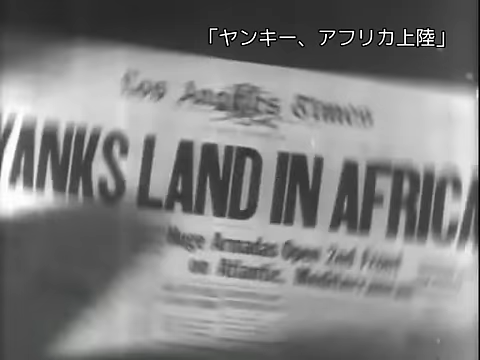 「ヤンキー、アフリカ上陸」
Los Angeles Times
YANKS LAND IN AFRICA
Huge Armadas Open 2nd Front
on Atlantic, Mediterranean